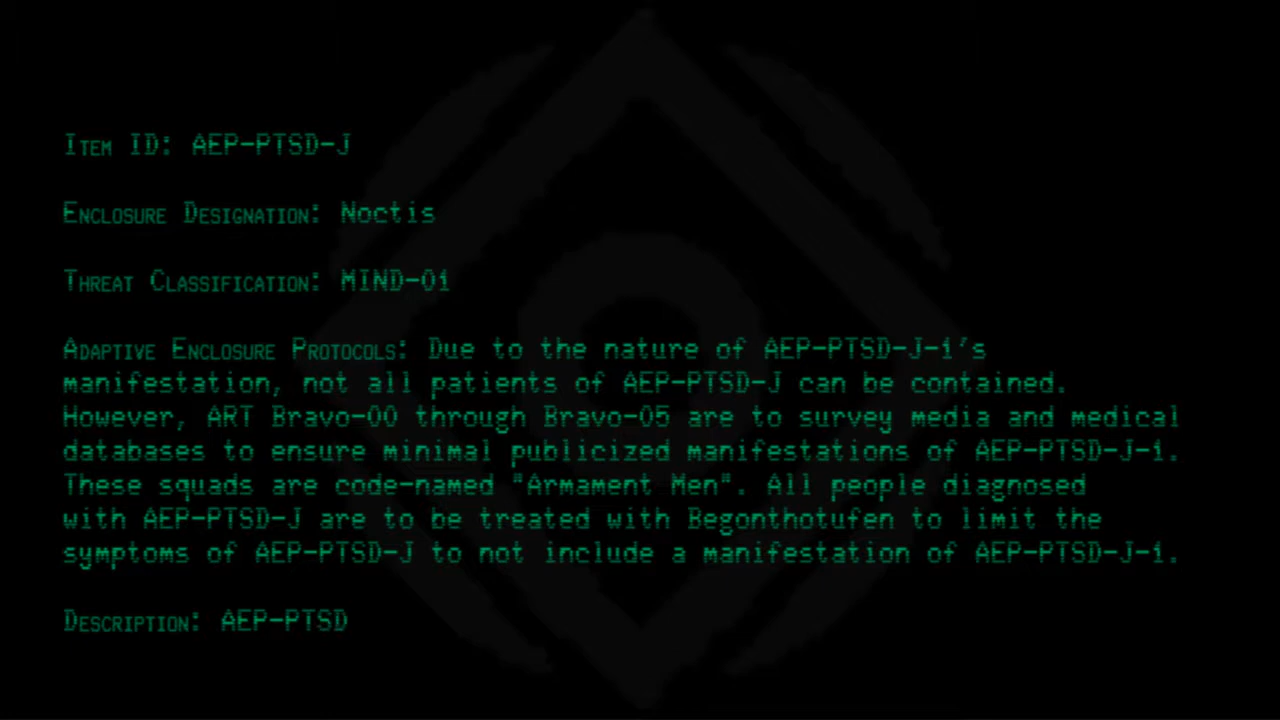 Item ID: AEP-PTSD-J
Enclosure Designation: Noctis
Threat Classification: MIND-01
Adaptive Enclosure Protocols: Due to the nature of AEP-PTSD-J-1's
manifestation, not all patients of AEP-PTSD-J can be contained.
However, ART Bravo-00 through Bravo-05 are to survey media and medical
databases to ensure minimal publicized manifestations of AEP-PTSD-J-1.
These squads are code-named "Armament Men". All people diagnosed
with AEP-PTSD-J are to be treated with Begonthotufen to limit the
symptoms of AEP-PTSD-J to not include a manifestation of AEP-PTSD-J-1.
Description: AEP-PTSD